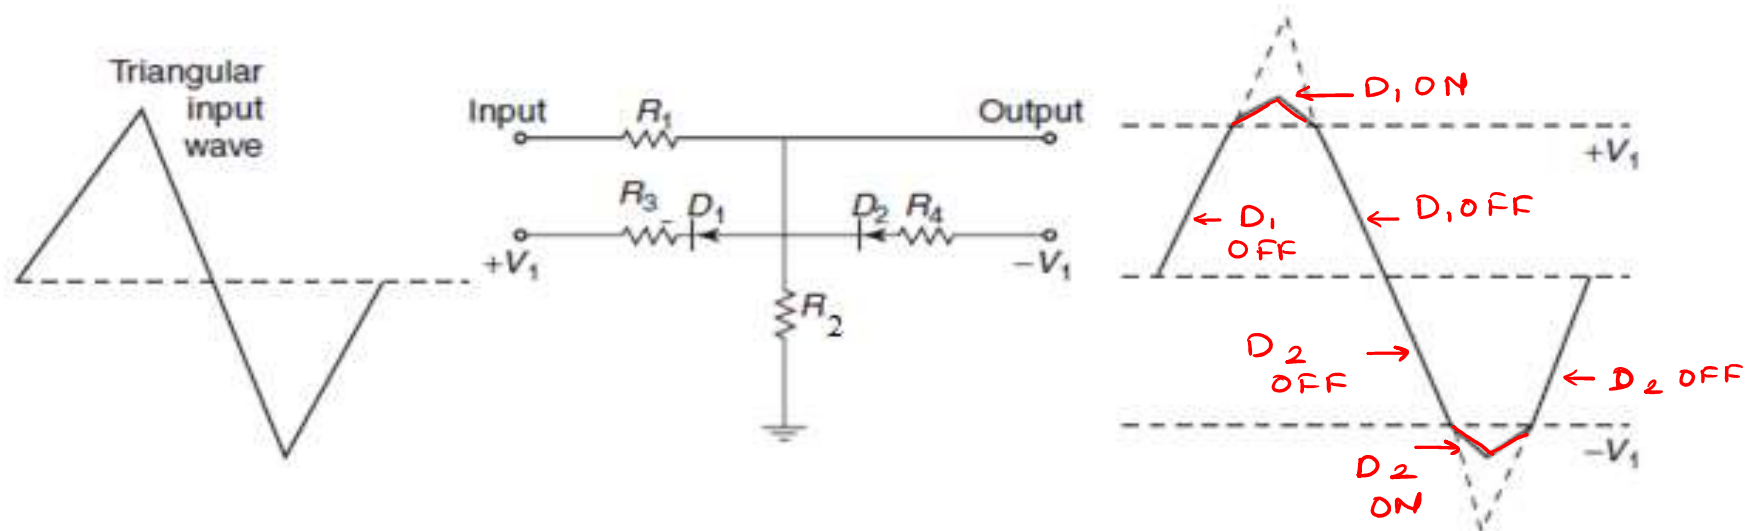 Triangular
input
wave
Input
R₁
Output
R₃
D₁
D₂ R₄
+V₁
−V₁
R₂
D₁ ON
+V₁
← D₁
OFF
← D₁ OFF
D₂ →
OFF
← D₂ OFF
−V₁
D₂
ON